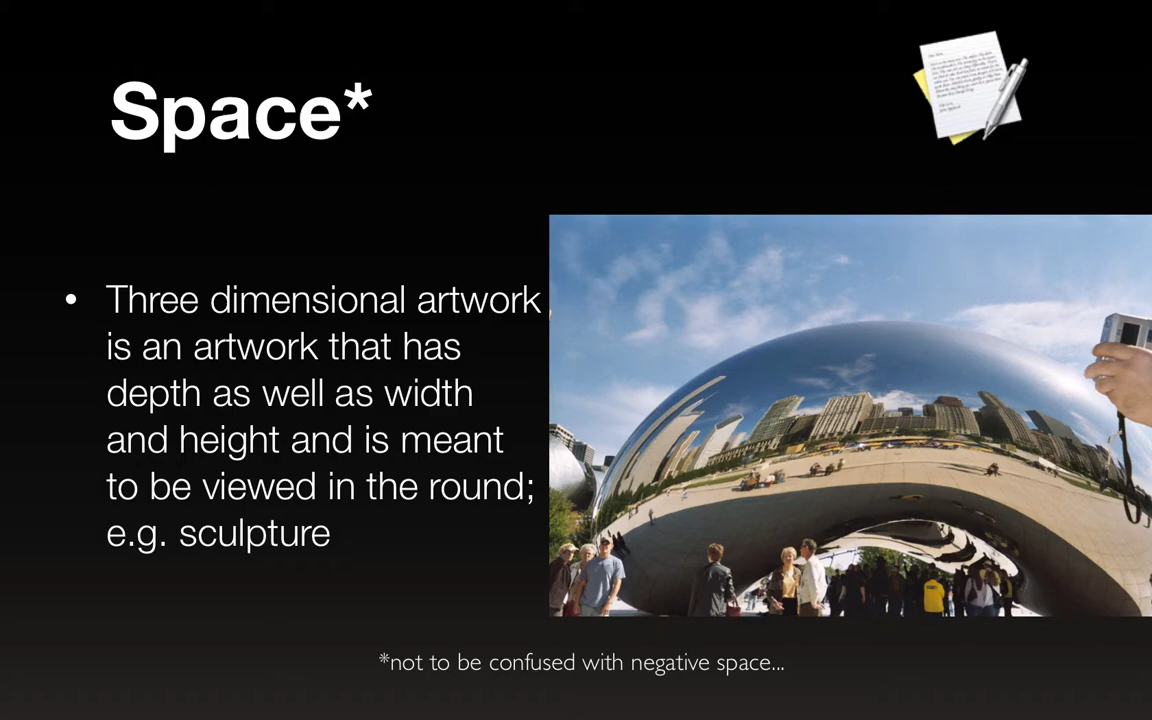 Space*
• Three dimensional artwork
is an artwork that has
depth as well as width
and height and is meant
to be viewed in the round;
e.g. sculpture
*not to be confused with negative space...